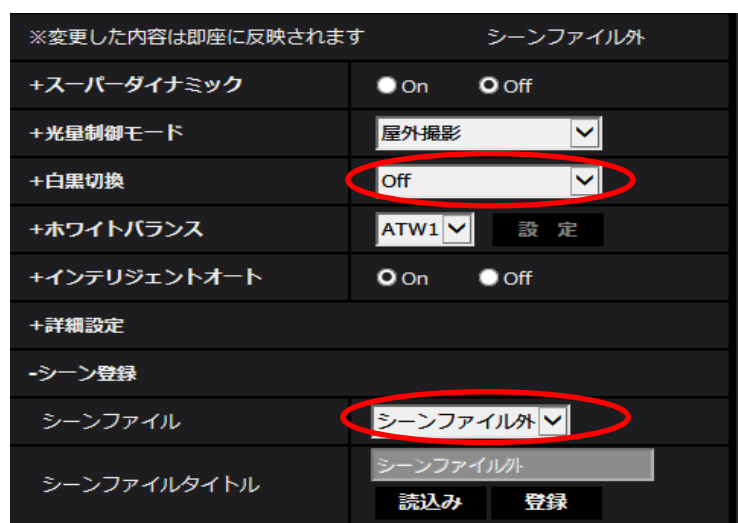 ※変更した内容は即座に反映されます シーンファイル外
+スーパーダイナミック On Off
+光量制御モード 屋外撮影
+白黒切換 Off
+ホワイトバランス ATW1 設 定
+インテリジェントオート On Off
+詳細設定
-シーン登録
シーンファイル シーンファイル外
シーンファイル外
シーンファイルタイトル
読込み 登録